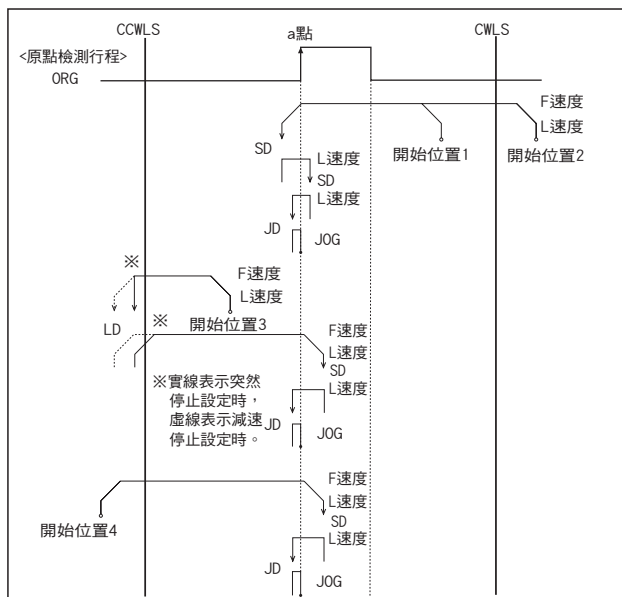 CCWLS
a點
CWLS
<原點檢測行程>
ORG
F速度
L速度
SD
開始位置1
開始位置2
L速度
SD
L速度
JD
JOG
※
F速度
L速度
LD
※
開始位置3
F速度
L速度
SD
※實線表示突然
停止設定時，
虛線表示減速
停止設定時。
L速度
JD
JOG
F速度
L速度
SD
開始位置4
L速度
JD
JOG